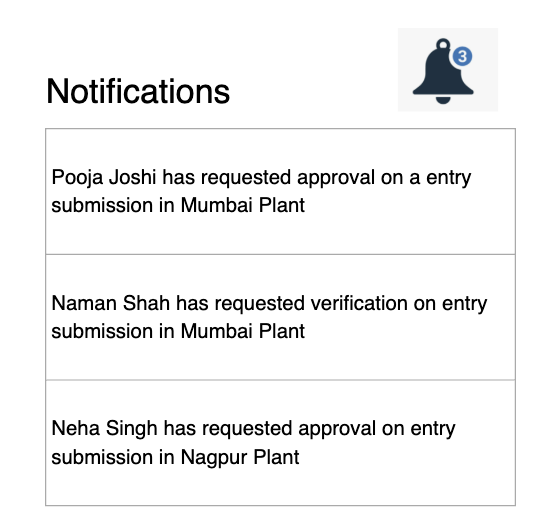 3
Notifications
Pooja Joshi has requested approval on a entry
submission in Mumbai Plant
Naman Shah has requested verification on entry
submission in Mumbai Plant
Neha Singh has requested approval on entry
submission in Nagpur Plant